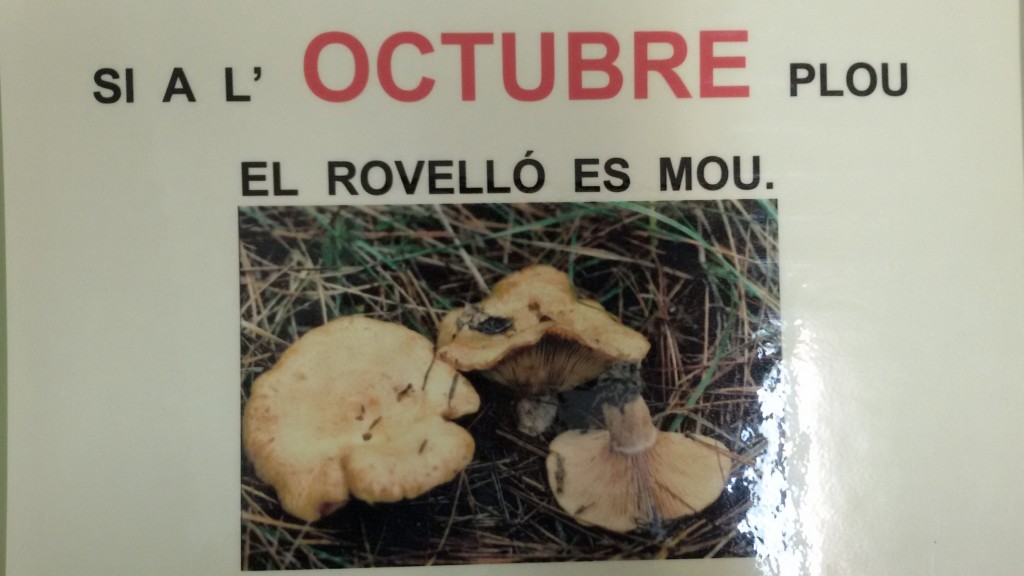 SI A L' OCTUBRE PLOU
EL ROVELLÓ ES MOU.